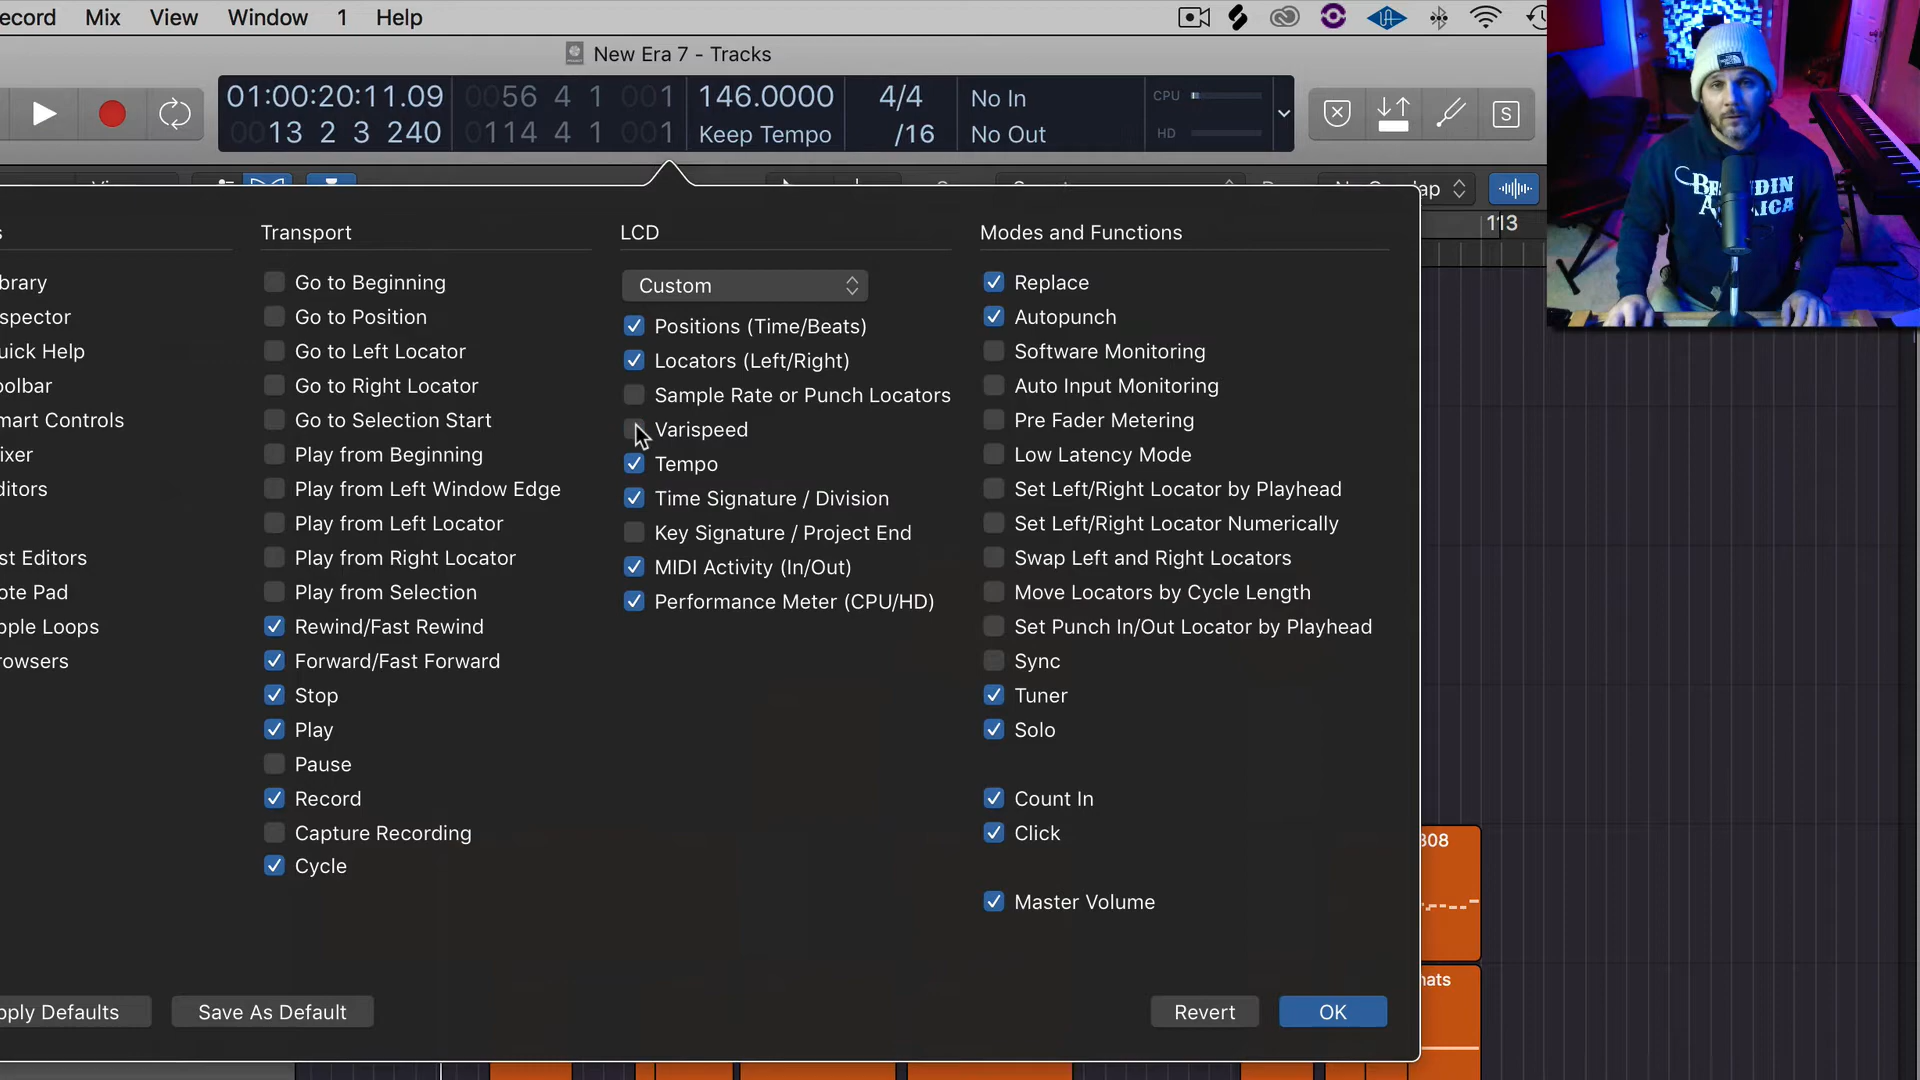 ecord Mix View Window 1 Help
New Era 7 - Tracks
01:00:20:11.09 0056 4 1 001 146.0000 4/4 No In CPU
0013 2 3 240 0114 4 1 001 Keep Tempo /16 No Out HD
S
No Overlap
113
s
Transport
LCD
Modes and Functions
ibrary
spector
uick Help
oolbar
mart Controls
ixer
ditors
st Editors
ote Pad
pple Loops
rowsers
Go to Beginning
Go to Position
Go to Left Locator
Go to Right Locator
Go to Selection Start
Play from Beginning
Play from Left Window Edge
Play from Left Locator
Play from Right Locator
Play from Selection
Rewind/Fast Rewind
Forward/Fast Forward
Stop
Play
Pause
Record
Capture Recording
Cycle
Custom
Positions (Time/Beats)
Locators (Left/Right)
Sample Rate or Punch Locators
Varispeed
Tempo
Time Signature / Division
Key Signature / Project End
MIDI Activity (In/Out)
Performance Meter (CPU/HD)
Replace
Autopunch
Software Monitoring
Auto Input Monitoring
Pre Fader Metering
Low Latency Mode
Set Left/Right Locator by Playhead
Set Left/Right Locator Numerically
Swap Left and Right Locators
Move Locators by Cycle Length
Set Punch In/Out Locator by Playhead
Sync
Tuner
Solo
Count In
Click
Master Volume
808
hats
pply Defaults
Save As Default
Revert
OK